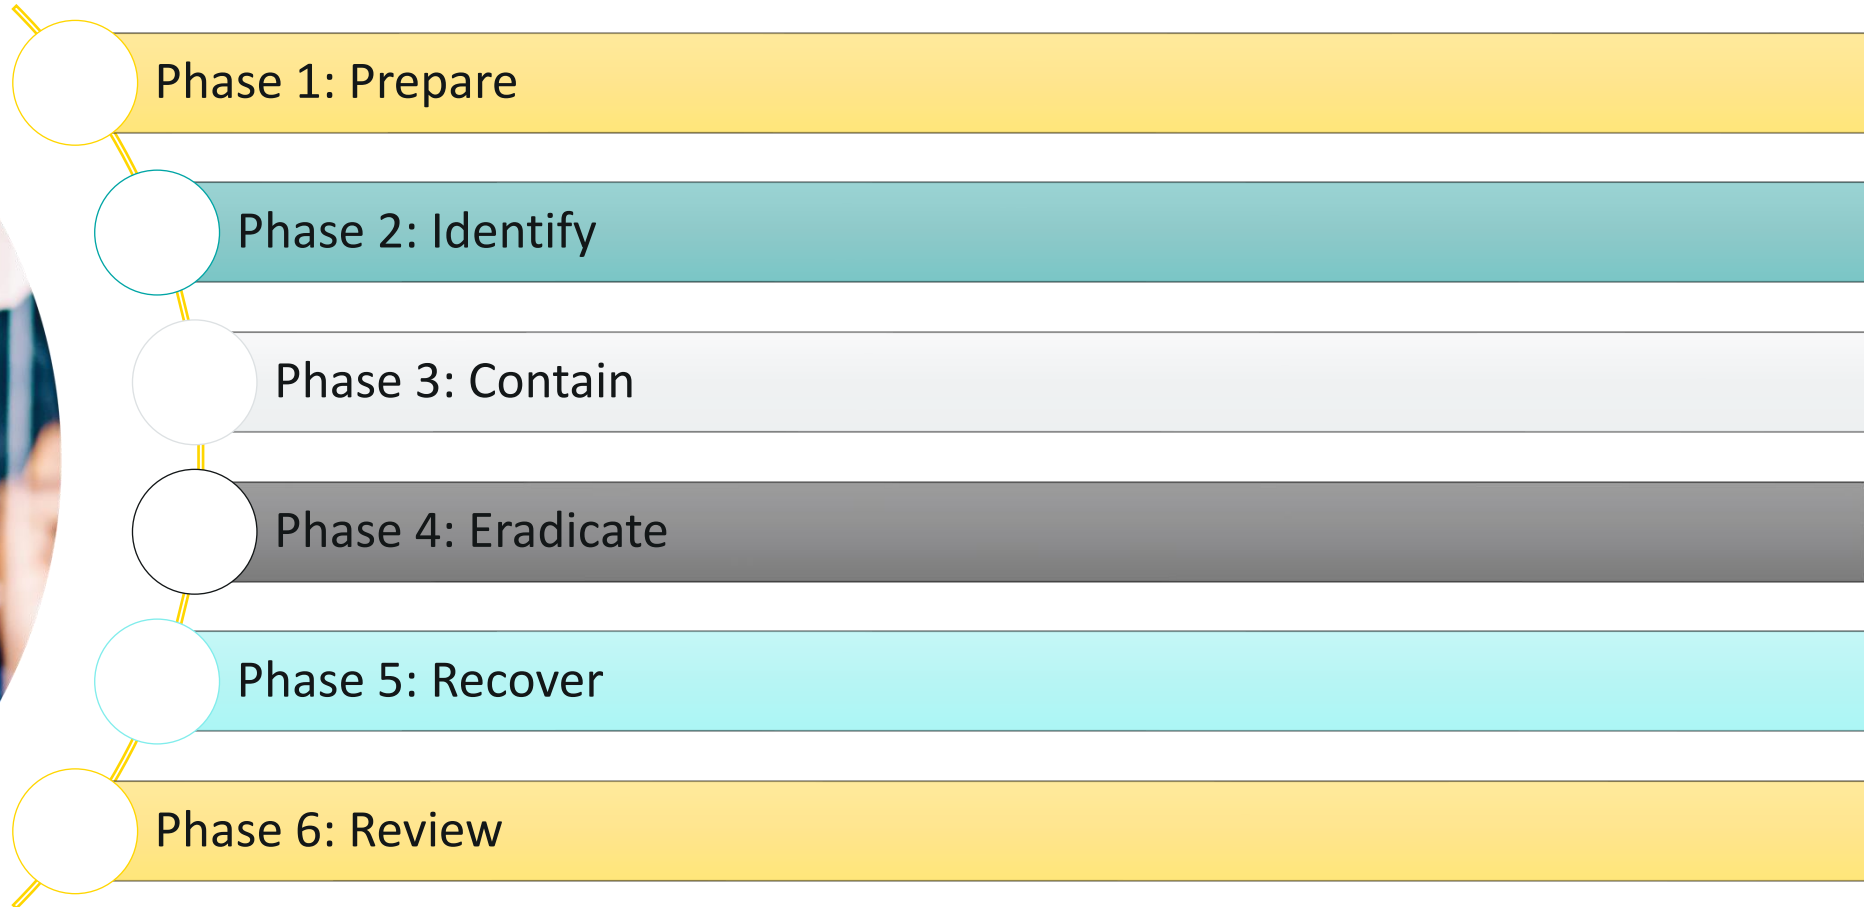 Phase 1: Prepare
Phase 2: Identify
Phase 3: Contain
Phase 4: Eradicate
Phase 5: Recover
Phase 6: Review